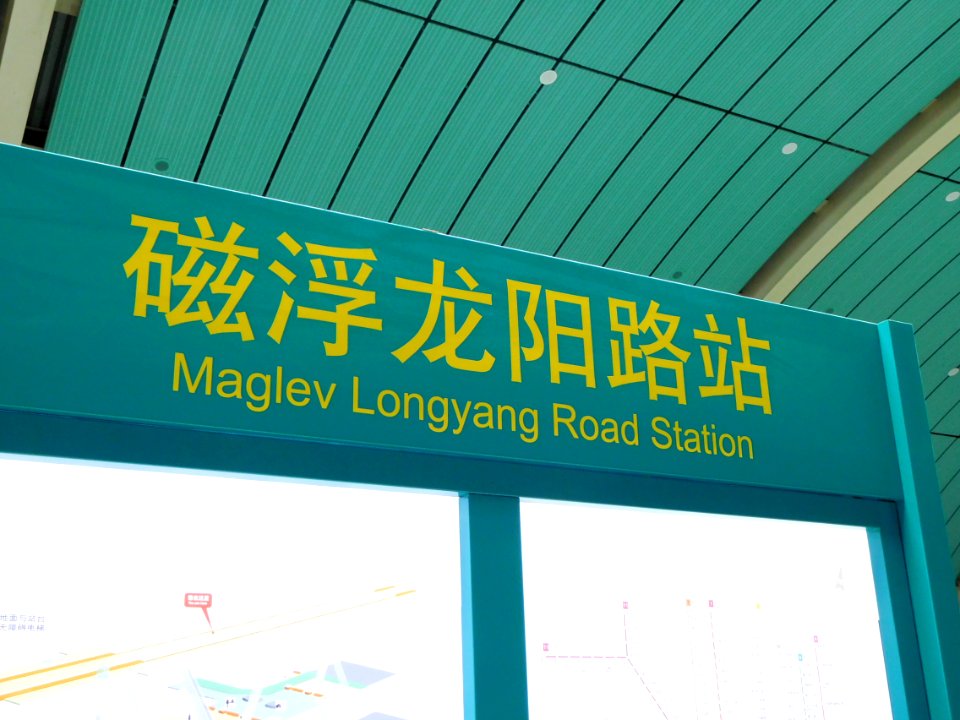 磁浮龙阳路站
Maglev Longyang Road Station